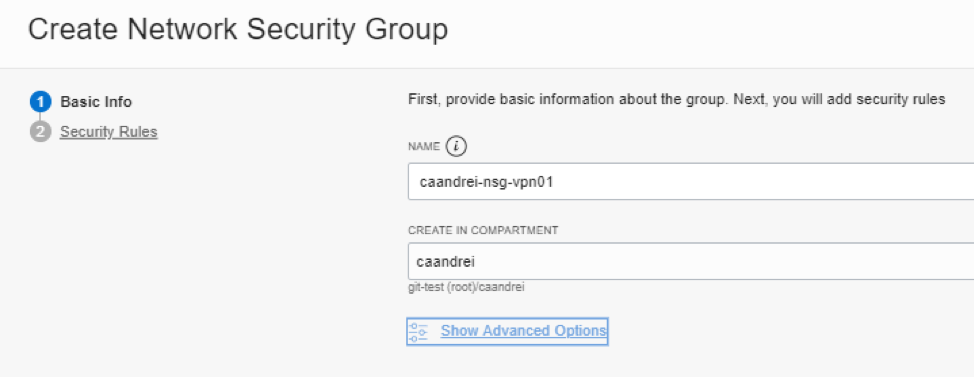 Create Network Security Group
1 Basic Info
2 Security Rules
First, provide basic information about the group. Next, you will add security rules
NAME i
caandrei-nsg-vpn01
CREATE IN COMPARTMENT
caandrei
git-test (root)/caandrei
Show Advanced Options